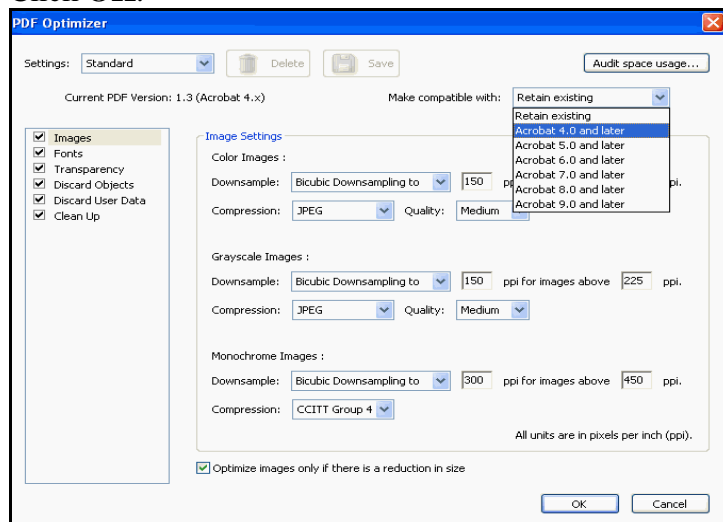 PDF Optimizer
Settings: Standard Delete Save Audit space usage...
Current PDF Version: 1.3 (Acrobat 4.x) Make compatible with: Retain existing
Retain existing
Acrobat 4.0 and later
Acrobat 5.0 and later
Acrobat 6.0 and later
Acrobat 7.0 and later
Acrobat 8.0 and later
Acrobat 9.0 and later
Images
Fonts
Transparency
Discard Objects
Discard User Data
Clean Up
Image Settings
Color Images :
Downsample: Bicubic Downsampling to 150 pi.
Compression: JPEG Quality: Medium
Grayscale Images :
Downsample: Bicubic Downsampling to 150 ppi for images above 225 ppi.
Compression: JPEG Quality: Medium
Monochrome Images :
Downsample: Bicubic Downsampling to 300 ppi for images above 450 ppi.
Compression: CCITT Group 4
All units are in pixels per inch (ppi).
Optimize images only if there is a reduction in size
OK Cancel